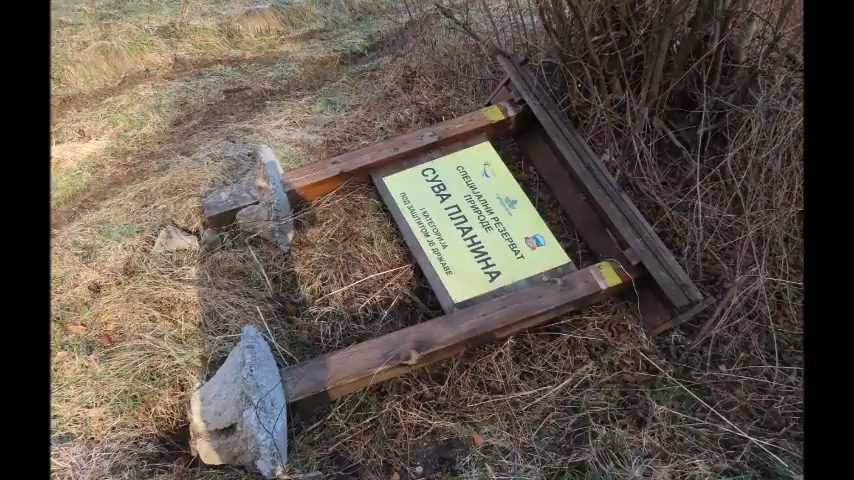 СПЕЦИЈАЛНИ РЕЗЕРВАТ
ПРИРОДЕ
СУВА ПЛАНИНА
I КАТЕГОРИЈА
ПОД ЗАШТИТОМ ЈЕ ДРЖАВЕ